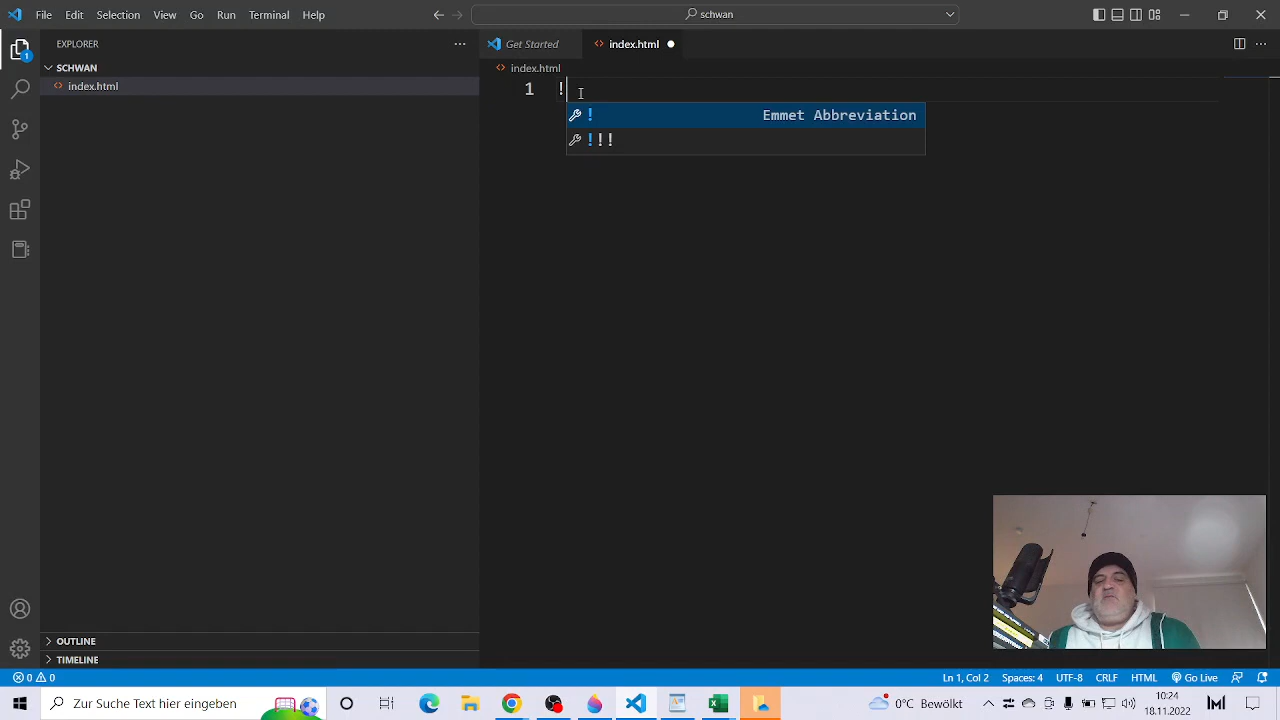 File Edit Selection View Go Run Terminal Help
schwan
EXPLORER
Get Started
index.html
SCHWAN
index.html
index.html
1 !
! Emmet Abbreviation
!!!
1
OUTLINE
TIMELINE
0 0
Ln 1, Col 2 Spaces: 4 UTF-8 CRLF HTML Go Live
Zur Suche Text hier eingeben
0°C Bewölkt
10:24
18.11.2022